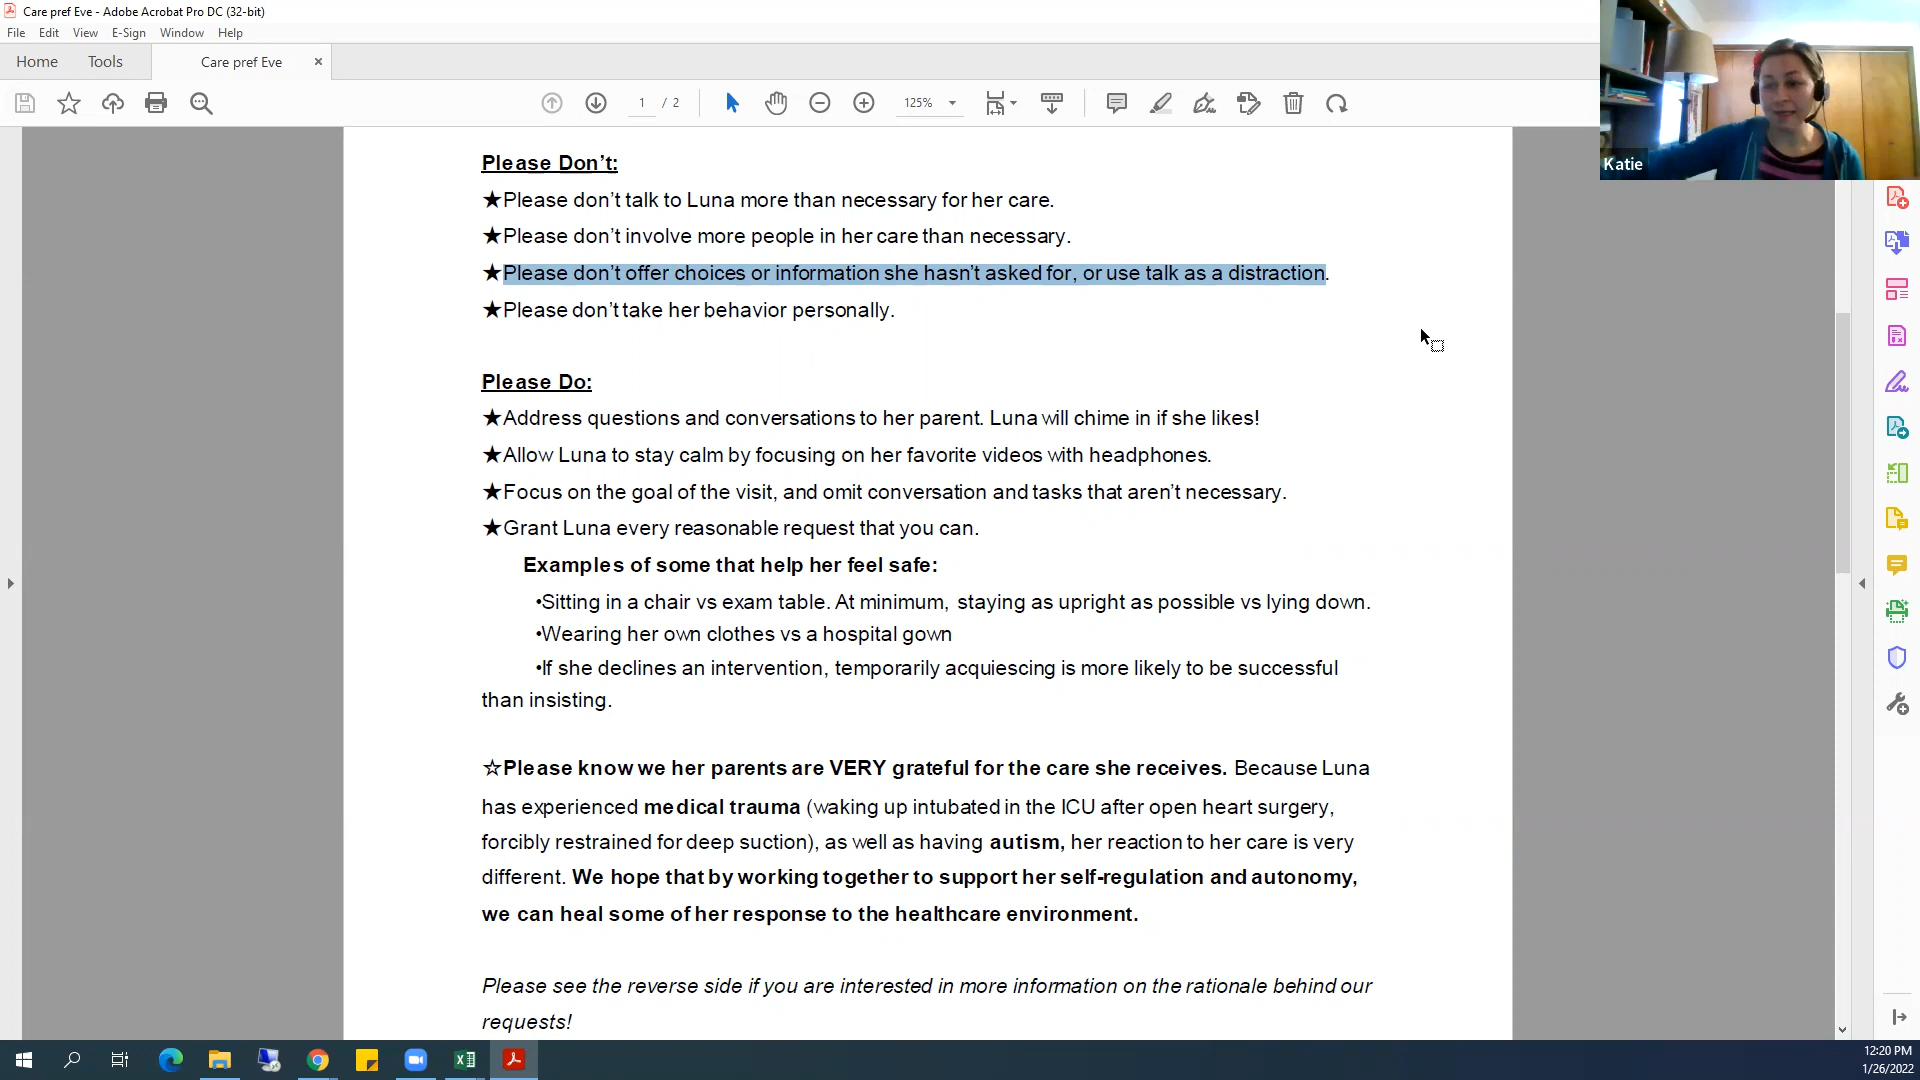 Care pref Eve - Adobe Acrobat Pro DC (32-bit)
File Edit View E-Sign Window Help
Home Tools Care pref Eve ×
1 / 2 125%
Katie
Please Don't:
★Please don't talk to Luna more than necessary for her care.
★Please don't involve more people in her care than necessary.
★Please don't offer choices or information she hasn't asked for, or use talk as a distraction.
★Please don't take her behavior personally.
Please Do:
★Address questions and conversations to her parent. Luna will chime in if she likes!
★Allow Luna to stay calm by focusing on her favorite videos with headphones.
★Focus on the goal of the visit, and omit conversation and tasks that aren't necessary.
★Grant Luna every reasonable request that you can.
Examples of some that help her feel safe:
•Sitting in a chair vs exam table. At minimum, staying as upright as possible vs lying down.
•Wearing her own clothes vs a hospital gown
•If she declines an intervention, temporarily acquiescing is more likely to be successful
than insisting.
☆Please know we her parents are VERY grateful for the care she receives. Because Luna
has experienced medical trauma (waking up intubated in the ICU after open heart surgery,
forcibly restrained for deep suction), as well as having autism, her reaction to her care is very
different. We hope that by working together to support her self-regulation and autonomy,
we can heal some of her response to the healthcare environment.
Please see the reverse side if you are interested in more information on the rationale behind our
requests!
12:20 PM
1/26/2022